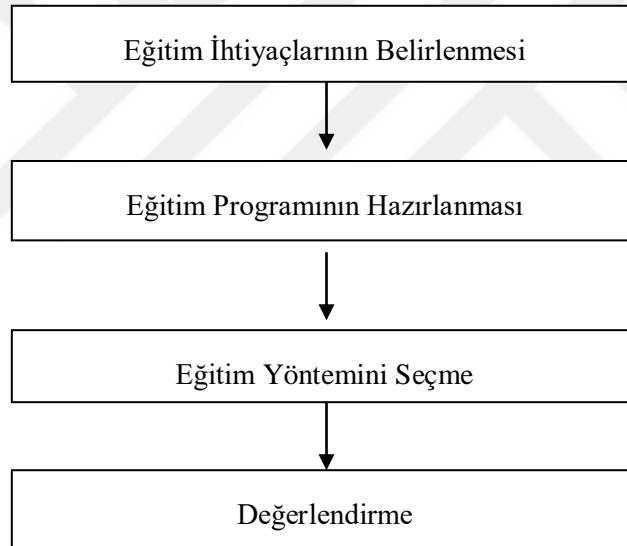 Eğitim İhtiyaçlarının Belirlenmesi
Eğitim Programının Hazırlanması
Eğitim Yöntemini Seçme
Değerlendirme